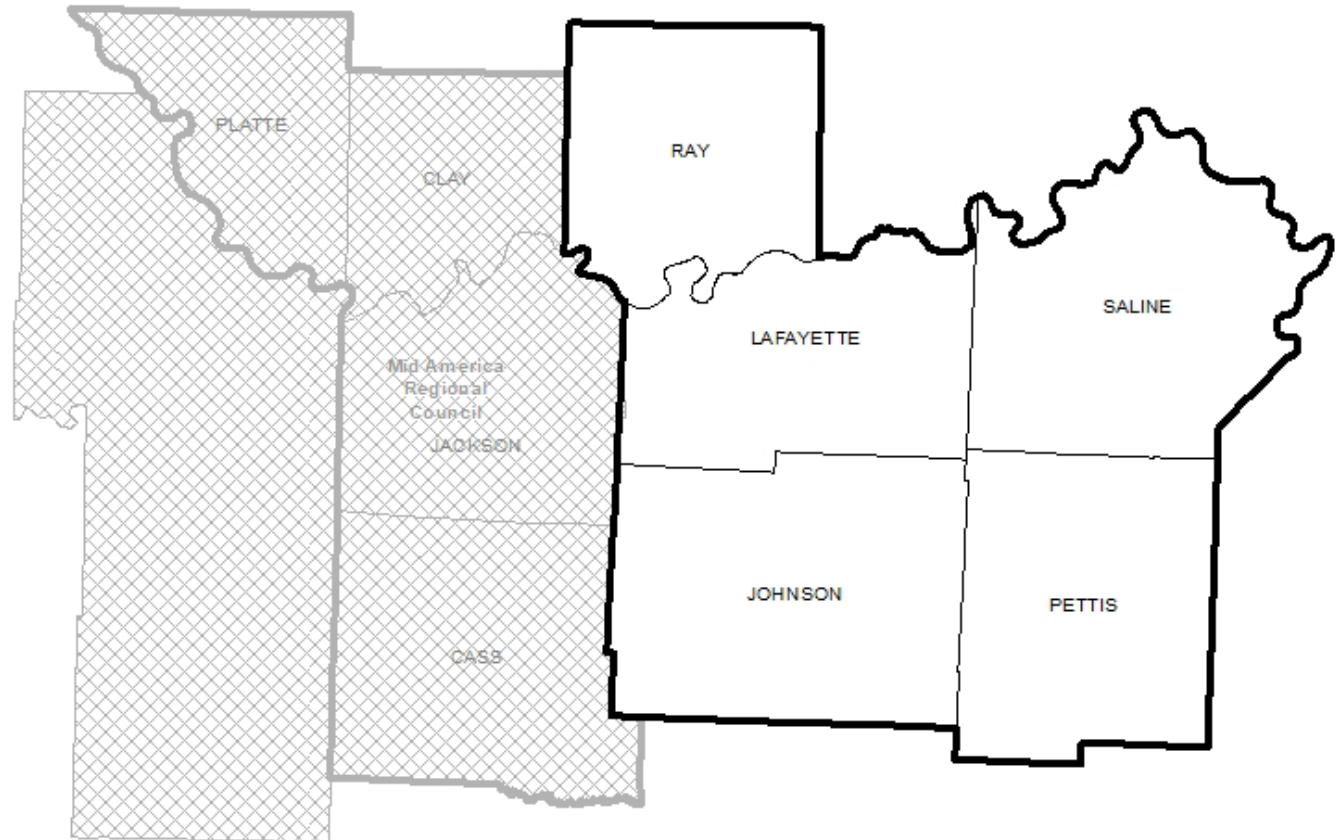 PLATTE
RAY
CLAY
SALINE
LAFAYETTE
Mid America
Regional
Council
JACKSON
JOHNSON
PETTIS
CASS